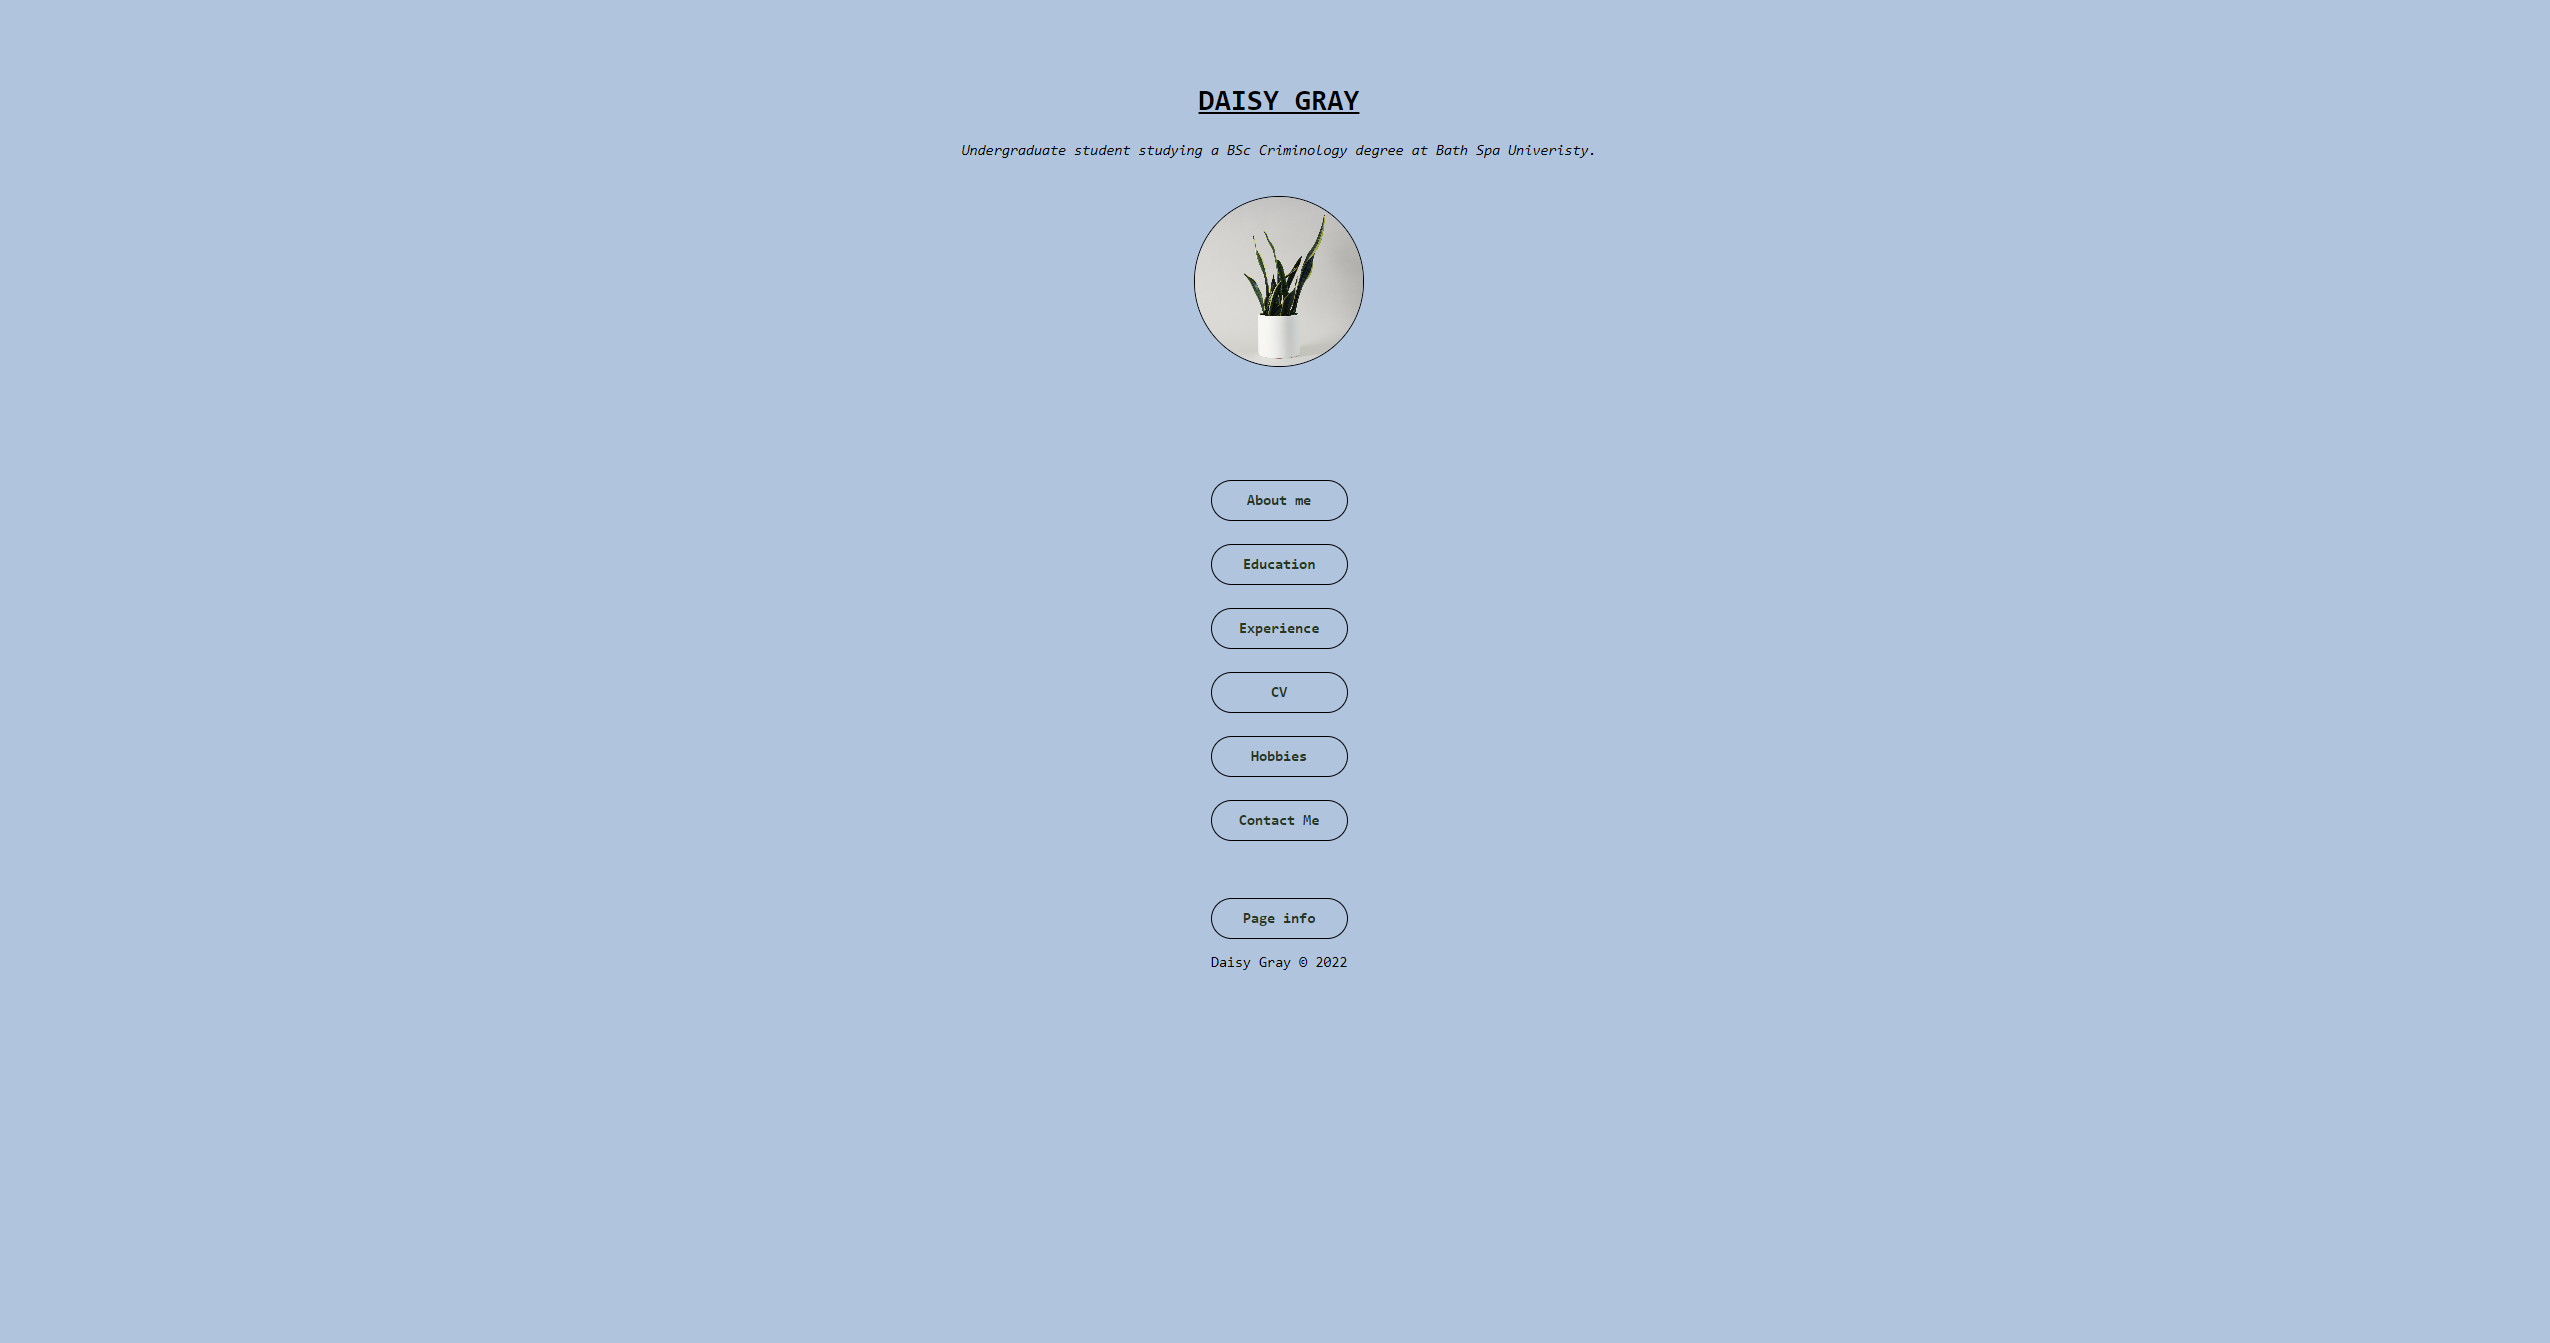 DAISY GRAY
Undergraduate student studying a BSc Criminology degree at Bath Spa Univeristy.
About me
Education
Experience
CV
Hobbies
Contact Me
Page info
Daisy Gray © 2022